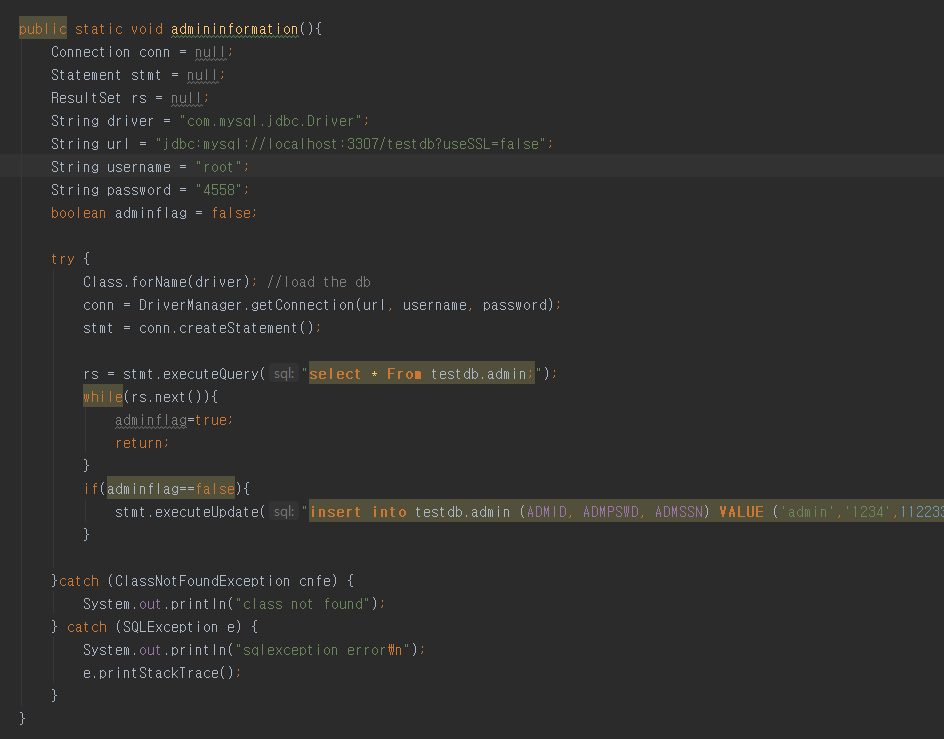 public static void admininformation(){
Connection conn = null;
Statement stmt = null;
ResultSet rs = null;
String driver = "com.mysql.jdbc.Driver";
String url = "jdbc:mysql://localhost:3307/testdb?useSSL=false";
String username = "root";
String password = "4558";
boolean adminflag = false;
try {
Class.forName(driver); //load the db
conn = DriverManager.getConnection(url, username, password);
stmt = conn.createStatement();
rs = stmt.executeQuery( sql: "select * From testdb.admin;");
while(rs.next()){
adminflag=true;
return;
}
if(adminflag==false){
stmt.executeUpdate( sql: "insert into testdb.admin (ADMID, ADMPSWD, ADMSSN) VALUE ('admin','1234',112233
}
}catch (ClassNotFoundException cnfe) {
System.out.println("class not found");
} catch (SQLException e) {
System.out.println("sqlexception error₩n");
e.printStackTrace();
}
}